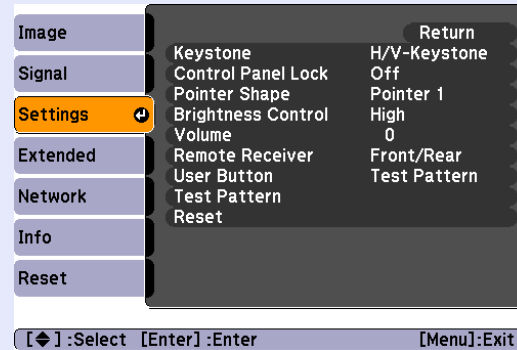 Image
Signal
Settings
Extended
Network
Info
Reset
Return
Keystone H/V-Keystone
Control Panel Lock Off
Pointer Shape Pointer 1
Brightness Control High
Volume 0
Remote Receiver Front/Rear
User Button Test Pattern
Test Pattern
Reset
[◆] :Select [Enter] :Enter [Menu]:Exit